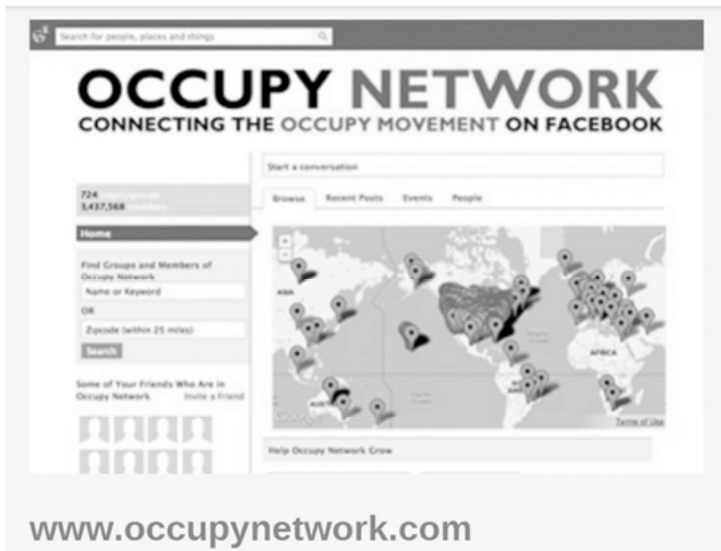 Search for people, places and things
OCCUPY NETWORK
CONNECTING THE OCCUPY MOVEMENT ON FACEBOOK
Start a conversation
724
3,437,568 members
Browse Recent Posts Events People
Home
Find Groups and Members of
Occupy Network
Name or Keyword
OR
Zipcode (within 25 miles)
Search
Some of Your Friends Who Are in
Occupy Network Invite a Friend
ASIA
AFRICA
Google
Terms of Use
Help Occupy Network Grow
www.occupynetwork.com